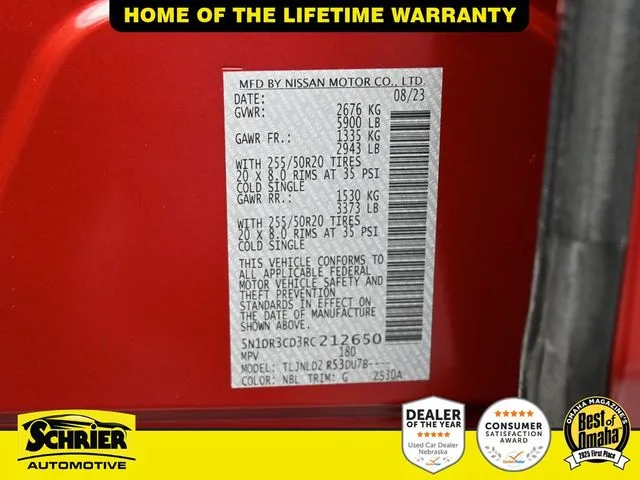 HOME OF THE LIFETIME WARRANTY
MFD BY NISSAN MOTOR CO., LTD.
DATE: 08/23
GVWR: 2676 KG
5900 LB
GAWR FR.: 1335 KG
2943 LB
WITH 255/50R20 TIRES
20 X 8.0 RIMS AT 35 PSI
COLD SINGLE
GAWR RR.: 1530 KG
3373 LB
WITH 255/50R20 TIRES
20 X 8.0 RIMS AT 35 PSI
COLD SINGLE
THIS VEHICLE CONFORMS TO
ALL APPLICABLE FEDERAL
MOTOR VEHICLE SAFETY AND
THEFT PREVENTION
STANDARDS IN EFFECT ON
THE DATE OF MANUFACTURE
SHOWN ABOVE.
5N1DR3CD3RC212650
MPV 180
MODEL: TLJNLDZ R53DU7B----
COLOR: NBL TRIM: G ZS30A
SCHRIER
AUTOMOTIVE
DEALER
OF THE YEAR
Used Car Dealer
Nebraska
DealerRater
CONSUMER
SATISFACTION
AWARD
DealerRater
OMAHA MAGAZINE'S
Best of
Omaha
2025 First Place